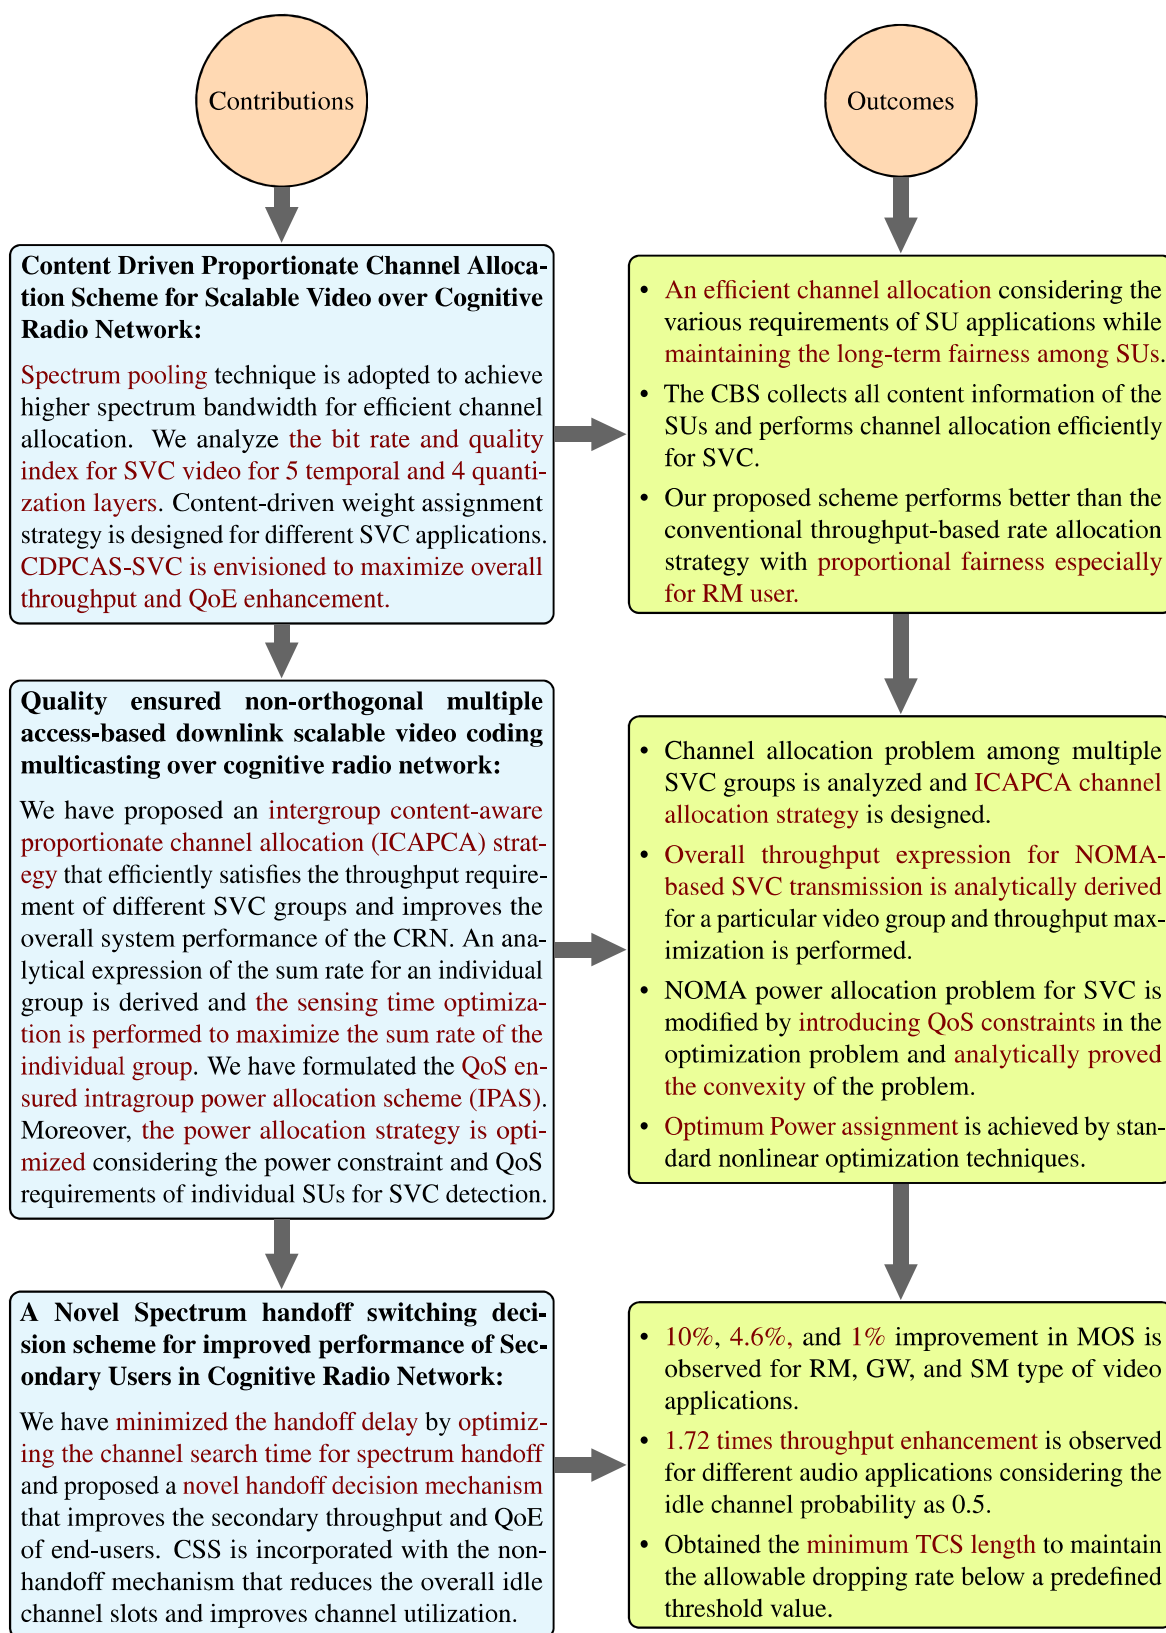 Contributions
Outcomes
Content Driven Proportionate Channel Alloca-
tion Scheme for Scalable Video over Cognitive
Radio Network:
Spectrum pooling technique is adopted to achieve
higher spectrum bandwidth for efficient channel
allocation. We analyze the bit rate and quality
index for SVC video for 5 temporal and 4 quanti-
zation layers. Content-driven weight assignment
strategy is designed for different SVC applications.
CDPCAS-SVC is envisioned to maximize overall
throughput and QoE enhancement.
• An efficient channel allocation considering the
various requirements of SU applications while
maintaining the long-term fairness among SUs.
• The CBS collects all content information of the
SUs and performs channel allocation efficiently
for SVC.
• Our proposed scheme performs better than the
conventional throughput-based rate allocation
strategy with proportional fairness especially
for RM user.
Quality ensured non-orthogonal multiple
access-based downlink scalable video coding
multicasting over cognitive radio network:
We have proposed an intergroup content-aware
proportionate channel allocation (ICAPCA) strat-
egy that efficiently satisfies the throughput require-
ment of different SVC groups and improves the
overall system performance of the CRN. An ana-
lytical expression of the sum rate for an individual
group is derived and the sensing time optimiza-
tion is performed to maximize the sum rate of the
individual group. We have formulated the QoS en-
sured intragroup power allocation scheme (IPAS).
Moreover, the power allocation strategy is opti-
mized considering the power constraint and QoS
requirements of individual SUs for SVC detection.
• Channel allocation problem among multiple
SVC groups is analyzed and ICAPCA channel
allocation strategy is designed.
• Overall throughput expression for NOMA-
based SVC transmission is analytically derived
for a particular video group and throughput max-
imization is performed.
• NOMA power allocation problem for SVC is
modified by introducing QoS constraints in the
optimization problem and analytically proved
the convexity of the problem.
• Optimum Power assignment is achieved by stan-
dard nonlinear optimization techniques.
A Novel Spectrum handoff switching deci-
sion scheme for improved performance of Sec-
ondary Users in Cognitive Radio Network:
We have minimized the handoff delay by optimiz-
ing the channel search time for spectrum handoff
and proposed a novel handoff decision mechanism
that improves the secondary throughput and QoE
of end-users. CSS is incorporated with the non-
handoff mechanism that reduces the overall idle
channel slots and improves channel utilization.
• 10%, 4.6%, and 1% improvement in MOS is
observed for RM, GW, and SM type of video
applications.
• 1.72 times throughput enhancement is observed
for different audio applications considering the
idle channel probability as 0.5.
• Obtained the minimum TCS length to maintain
the allowable dropping rate below a predefined
threshold value.